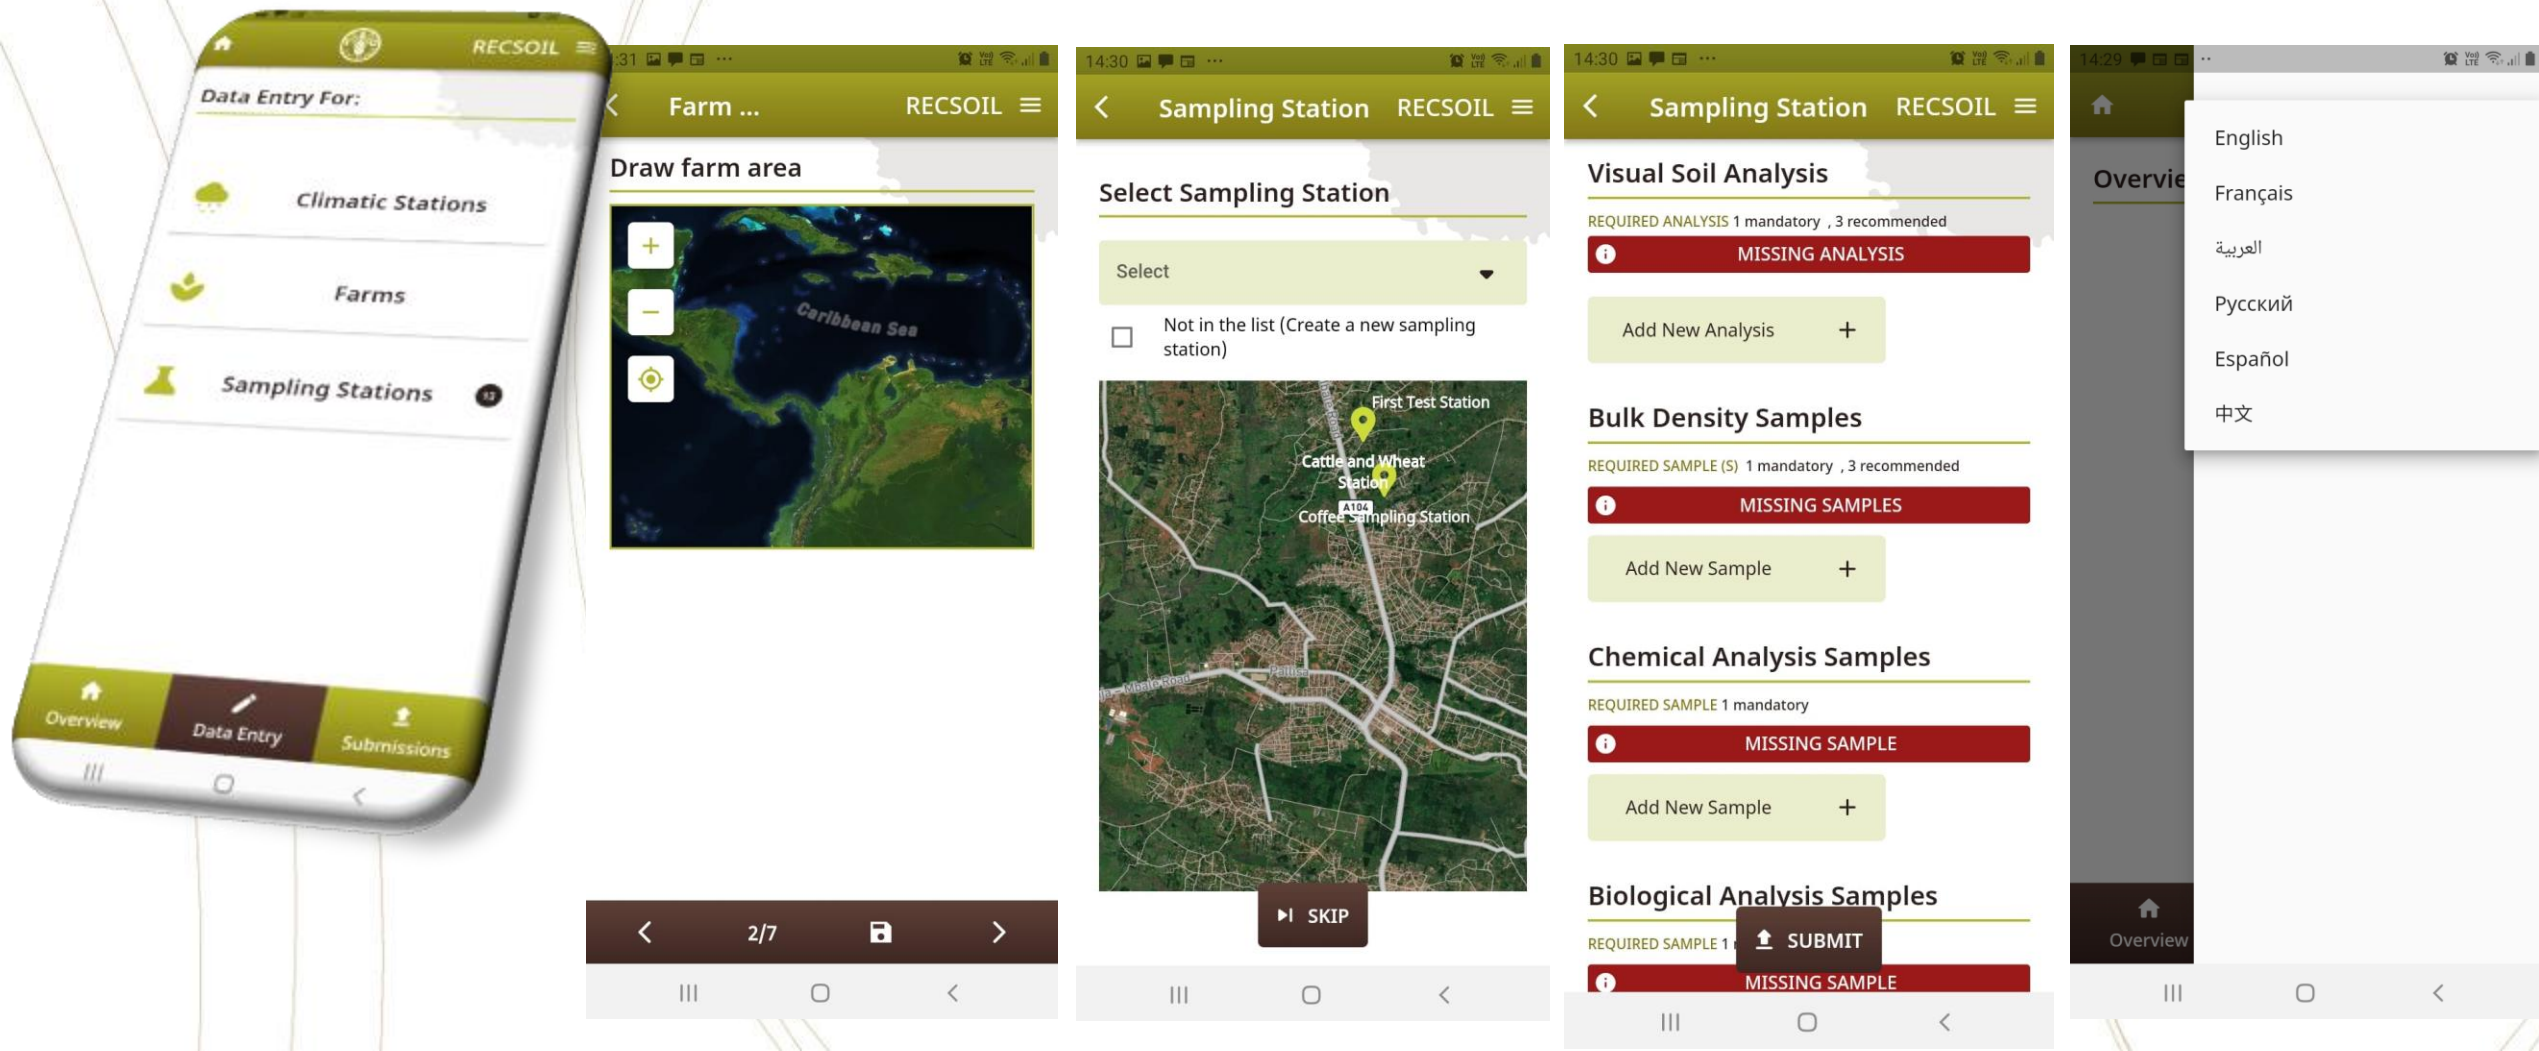 RECSOIL
Data Entry For:
Climatic Stations
Farms
Sampling Stations
Overview
Data Entry
Submissions
:31
Farm ...
RECSOIL
Draw farm area
Caribbean Sea
2/7
14:30
Sampling Station
RECSOIL
Select Sampling Station
Select
Not in the list (Create a new sampling
station)
First Test Station
Cattle and Wheat
Station
A104
Coffee Sampling Station
Pallisa
la - Mbale Road
SKIP
14:30
Sampling Station
RECSOIL
Visual Soil Analysis
REQUIRED ANALYSIS 1 mandatory , 3 recommended
MISSING ANALYSIS
Add New Analysis +
Bulk Density Samples
REQUIRED SAMPLE (S) 1 mandatory , 3 recommended
MISSING SAMPLES
Add New Sample +
Chemical Analysis Samples
REQUIRED SAMPLE 1 mandatory
MISSING SAMPLE
Add New Sample +
Biological Analysis Samples
REQUIRED SAMPLE 1
SUBMIT
MISSING SAMPLE
14:29
Overvie
English
Français
العربية
Русский
Español
中文
Overview